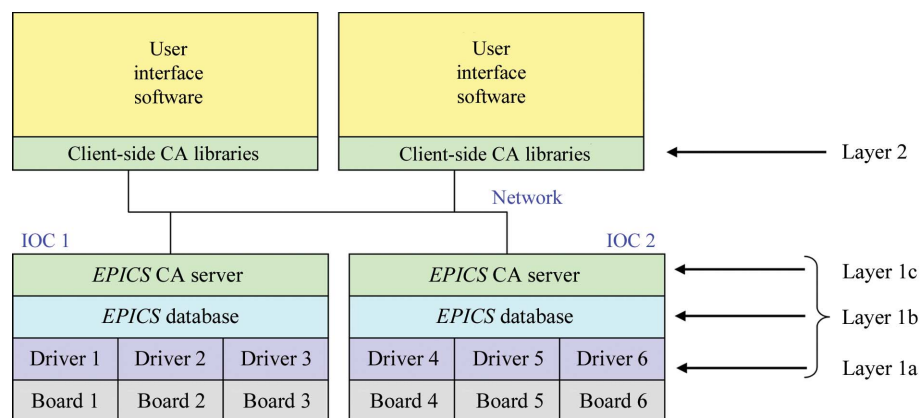 User
interface
software
User
interface
software
Client-side CA libraries
Client-side CA libraries
Layer 2
Network
IOC 1
IOC 2
EPICS CA server
EPICS CA server
Layer 1c
EPICS database
EPICS database
Layer 1b
Driver 1
Driver 2
Driver 3
Driver 4
Driver 5
Driver 6
Layer 1a
Board 1
Board 2
Board 3
Board 4
Board 5
Board 6